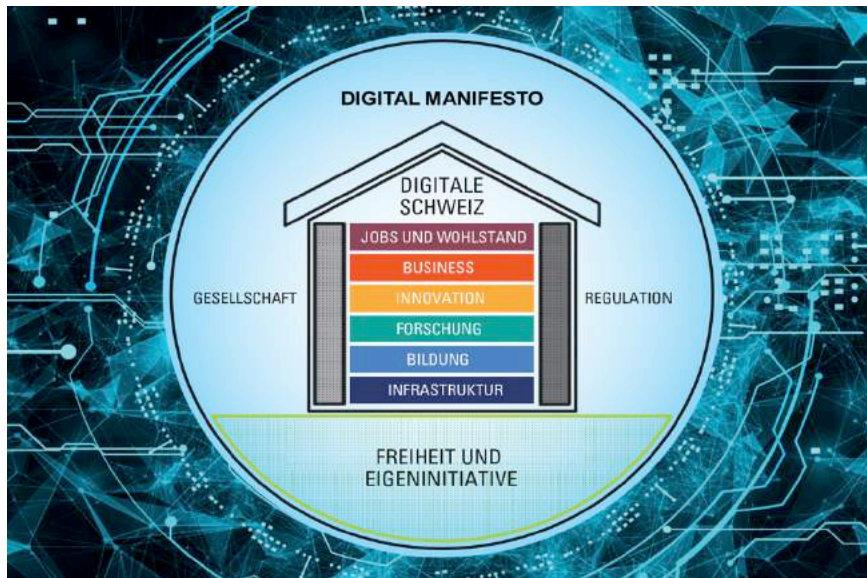 DIGITAL MANIFESTO
DIGITALE
SCHWEIZ
JOBS UND WOHLSTAND
BUSINESS
GESELLSCHAFT
INNOVATION
REGULATION
FORSCHUNG
BILDUNG
INFRASTRUKTUR
FREIHEIT UND
EIGENINITIATIVE